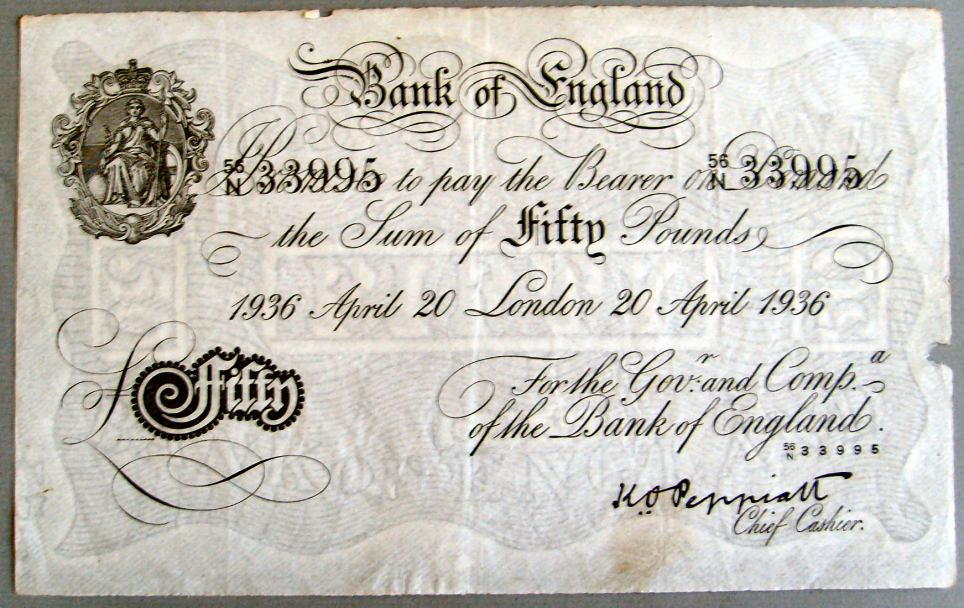 Bank of England
56/N 33995 to pay the Bearer on 56/N 33995
the Sum of Fifty Pounds
1936 April 20 London 20 April 1936
£Fifty
For the Gov.r and Comp.a
of the Bank of England.
56/N 33995
K.O. Peppiatt
Chief Cashier.